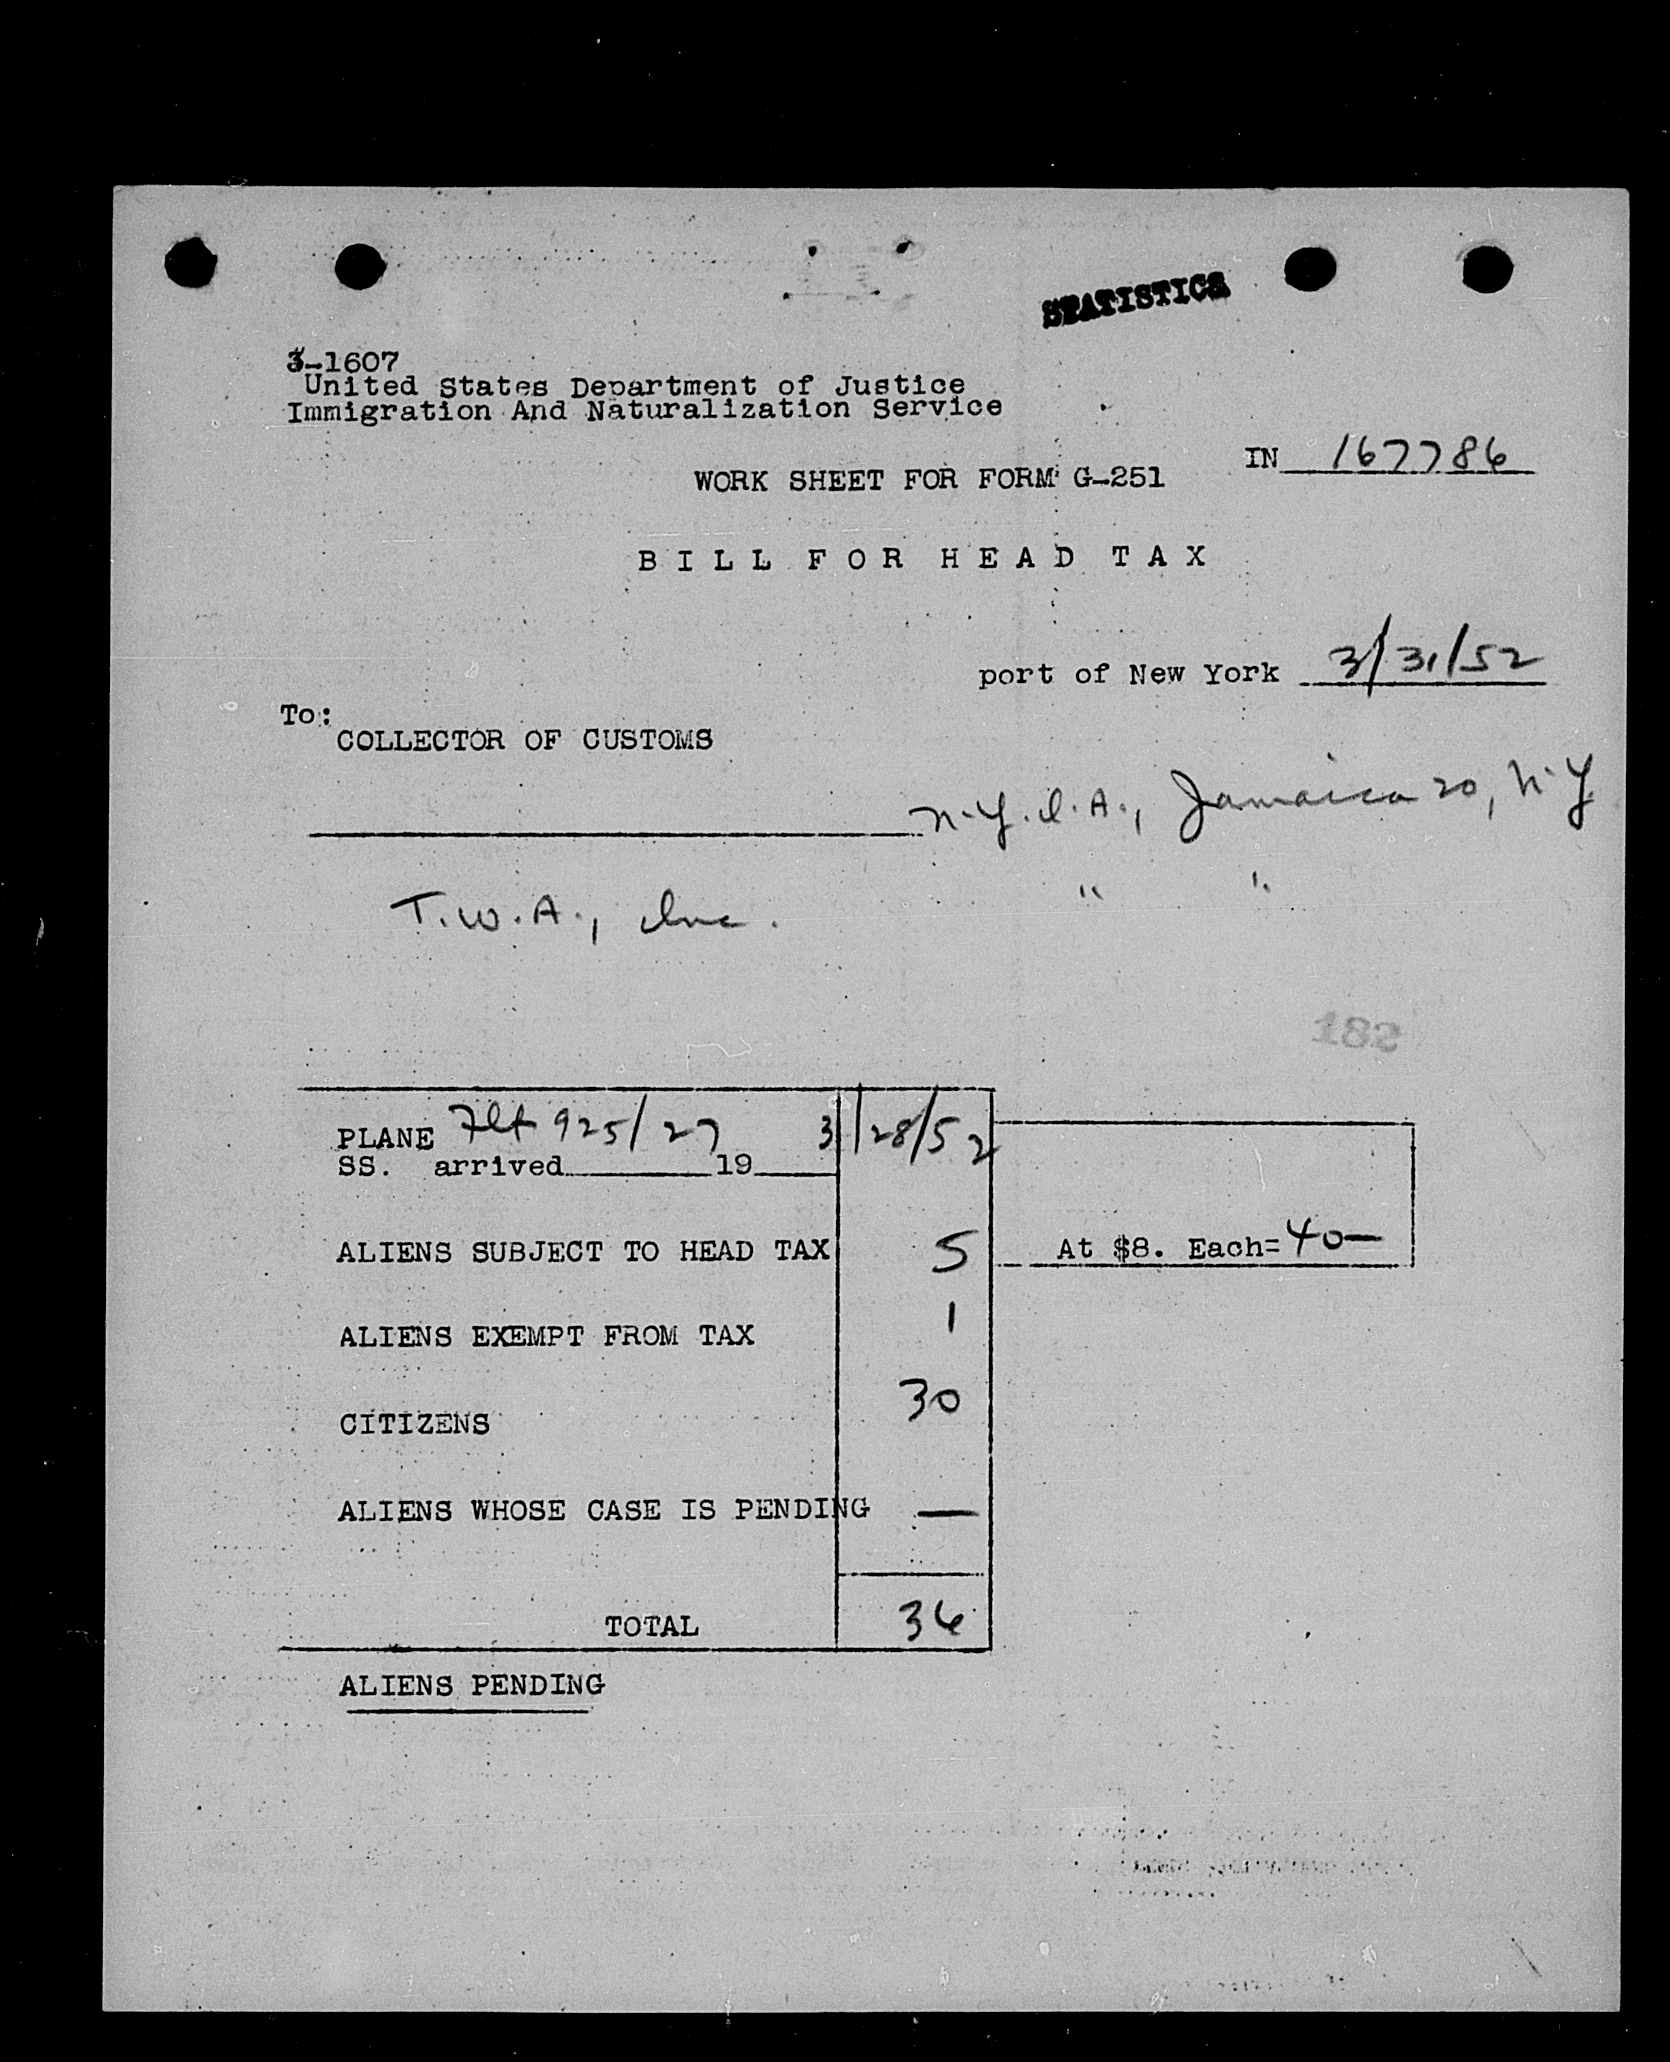 STATISTICS
3-1607
United States Department of Justice
Immigration And Naturalization Service
IN 167786
WORK SHEET FOR FORM G-251
BILL FOR HEAD TAX
port of New York 3/31/52
To:
COLLECTOR OF CUSTOMS
N.Y.I.A., Jamaica 20, N.Y.
T.W.A., Inc. " "
182
PLANE Flt 925/27 3/28/52
SS. arrived 19
ALIENS SUBJECT TO HEAD TAX 5 At $8. Each= 40—
ALIENS EXEMPT FROM TAX 1
CITIZENS 30
ALIENS WHOSE CASE IS PENDING —
TOTAL 36
ALIENS PENDING